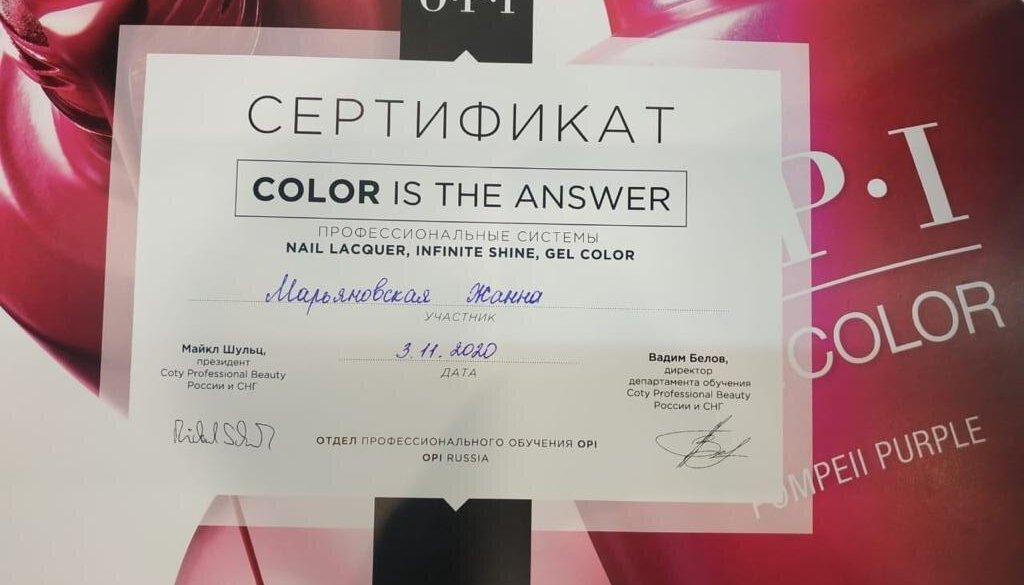 O·P·I
СЕРТИФИКАТ
COLOR IS THE ANSWER
ПРОФЕССИОНАЛЬНЫЕ СИСТЕМЫ
NAIL LACQUER, INFINITE SHINE, GEL COLOR
Марьяновская Жанна
УЧАСТНИК
3.11.2020
ДАТА
Майкл Шульц,
президент
Coty Professional Beauty
России и СНГ
Вадим Белов,
директор
департамента обучения
Coty Professional Beauty
России и СНГ
ОТДЕЛ ПРОФЕССИОНАЛЬНОГО ОБУЧЕНИЯ OPI
OPI RUSSIA
P·I
COLOR
POMPEII PURPLE